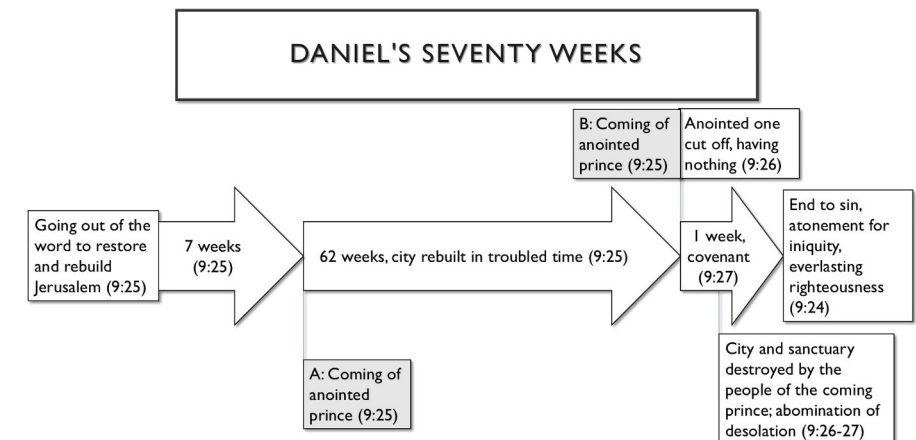 DANIEL'S SEVENTY WEEKS
B: Coming of
anointed
prince (9:25)
Anointed one
cut off, having
nothing (9:26)
Going out of the
word to restore
and rebuild
Jerusalem (9:25)
7 weeks
(9:25)
62 weeks, city rebuilt in troubled time (9:25)
1 week,
covenant
(9:27)
End to sin,
atonement for
iniquity,
everlasting
righteousness
(9:24)
A: Coming of
anointed
prince (9:25)
City and sanctuary
destroyed by the
people of the coming
prince; abomination of
desolation (9:26-27)